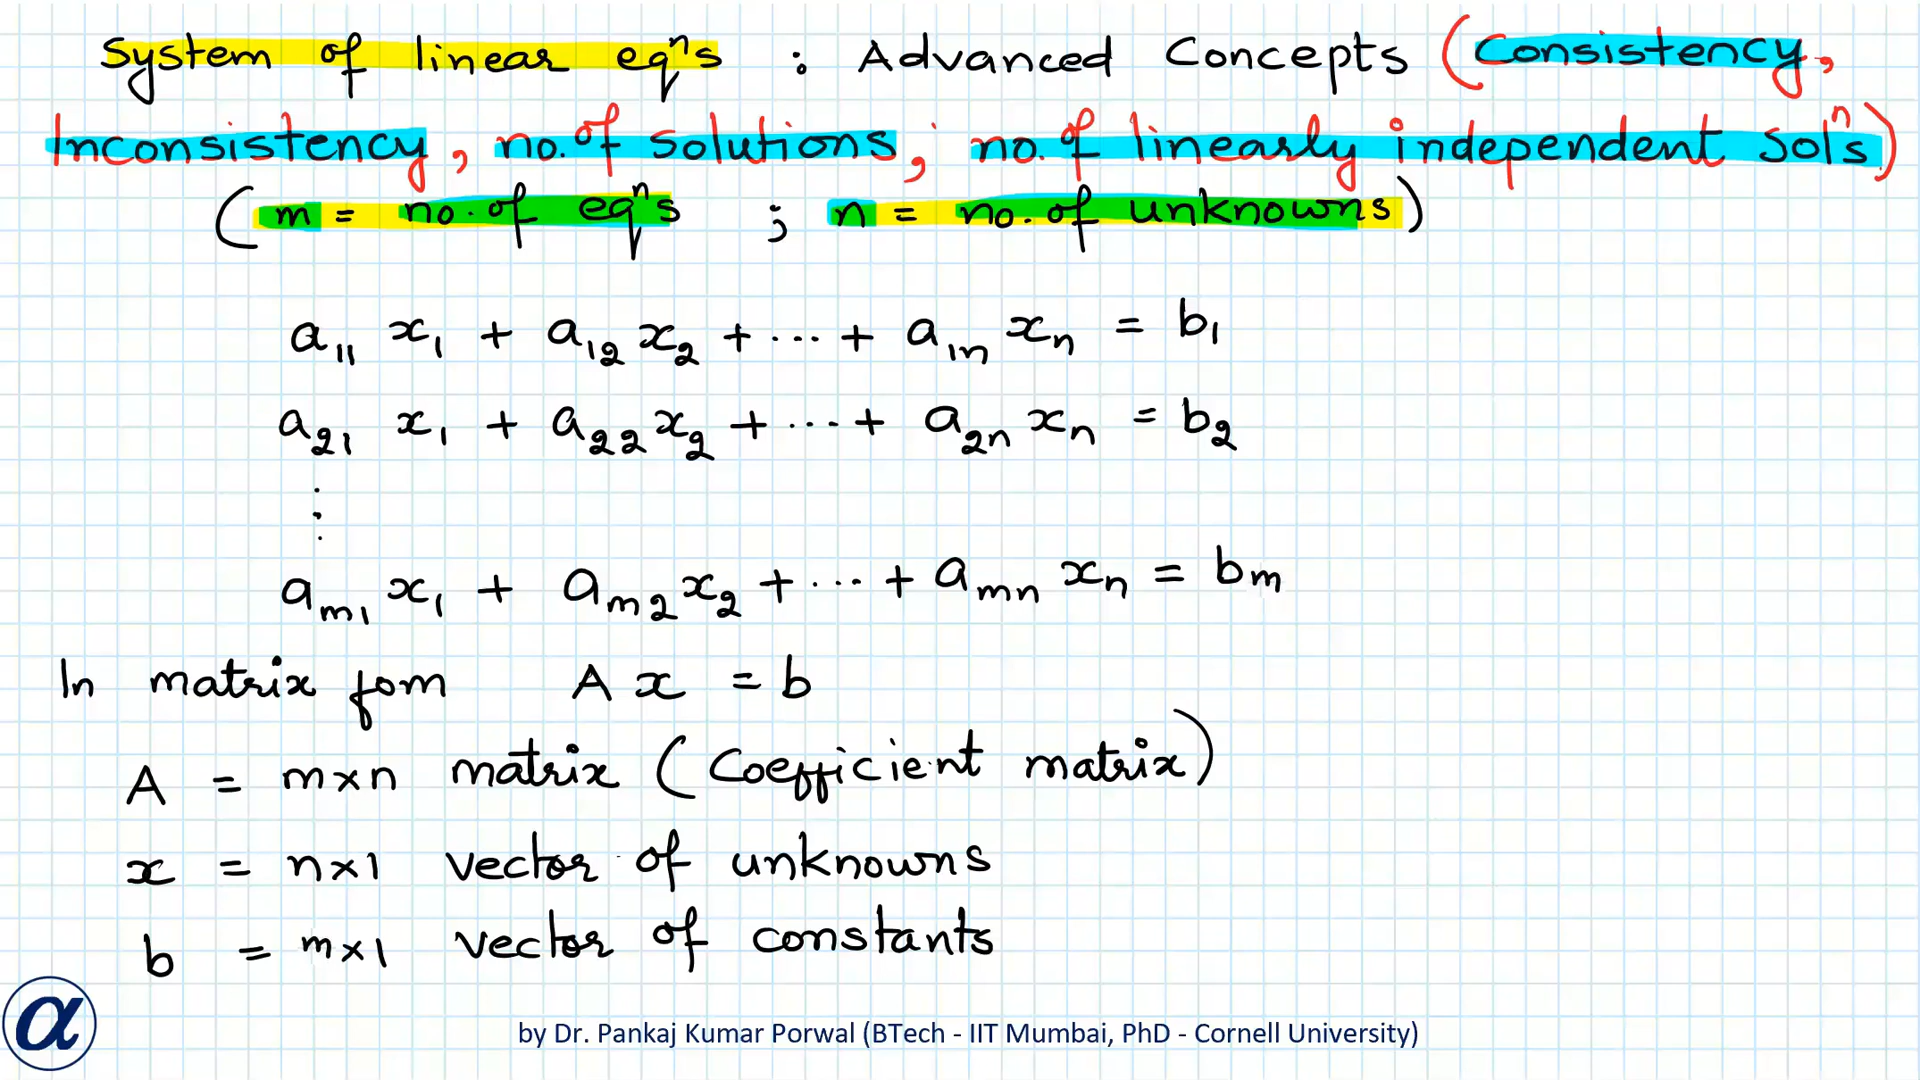 System of linear eqⁿs : Advanced Concepts (Consistency,
Inconsistency, no. of solutions, no. of linearly independent solⁿs)
(m = no. of eqⁿs ; n = no. of unknowns)
a₁₁ x₁ + a₁₂ x₂ + ... + a₁ₙ xₙ = b₁
a₂₁ x₁ + a₂₂ x₂ + ... + a₂ₙ xₙ = b₂
⋮
aₘ₁ x₁ + aₘ₂ x₂ + ... + aₘₙ xₙ = bₘ
In matrix fom A x = b
A = m×n matrix (Coefficient matrix)
x = n×1 vector of unknowns
b = m×1 vector of constants
α
by Dr. Pankaj Kumar Porwal (BTech - IIT Mumbai, PhD - Cornell University)